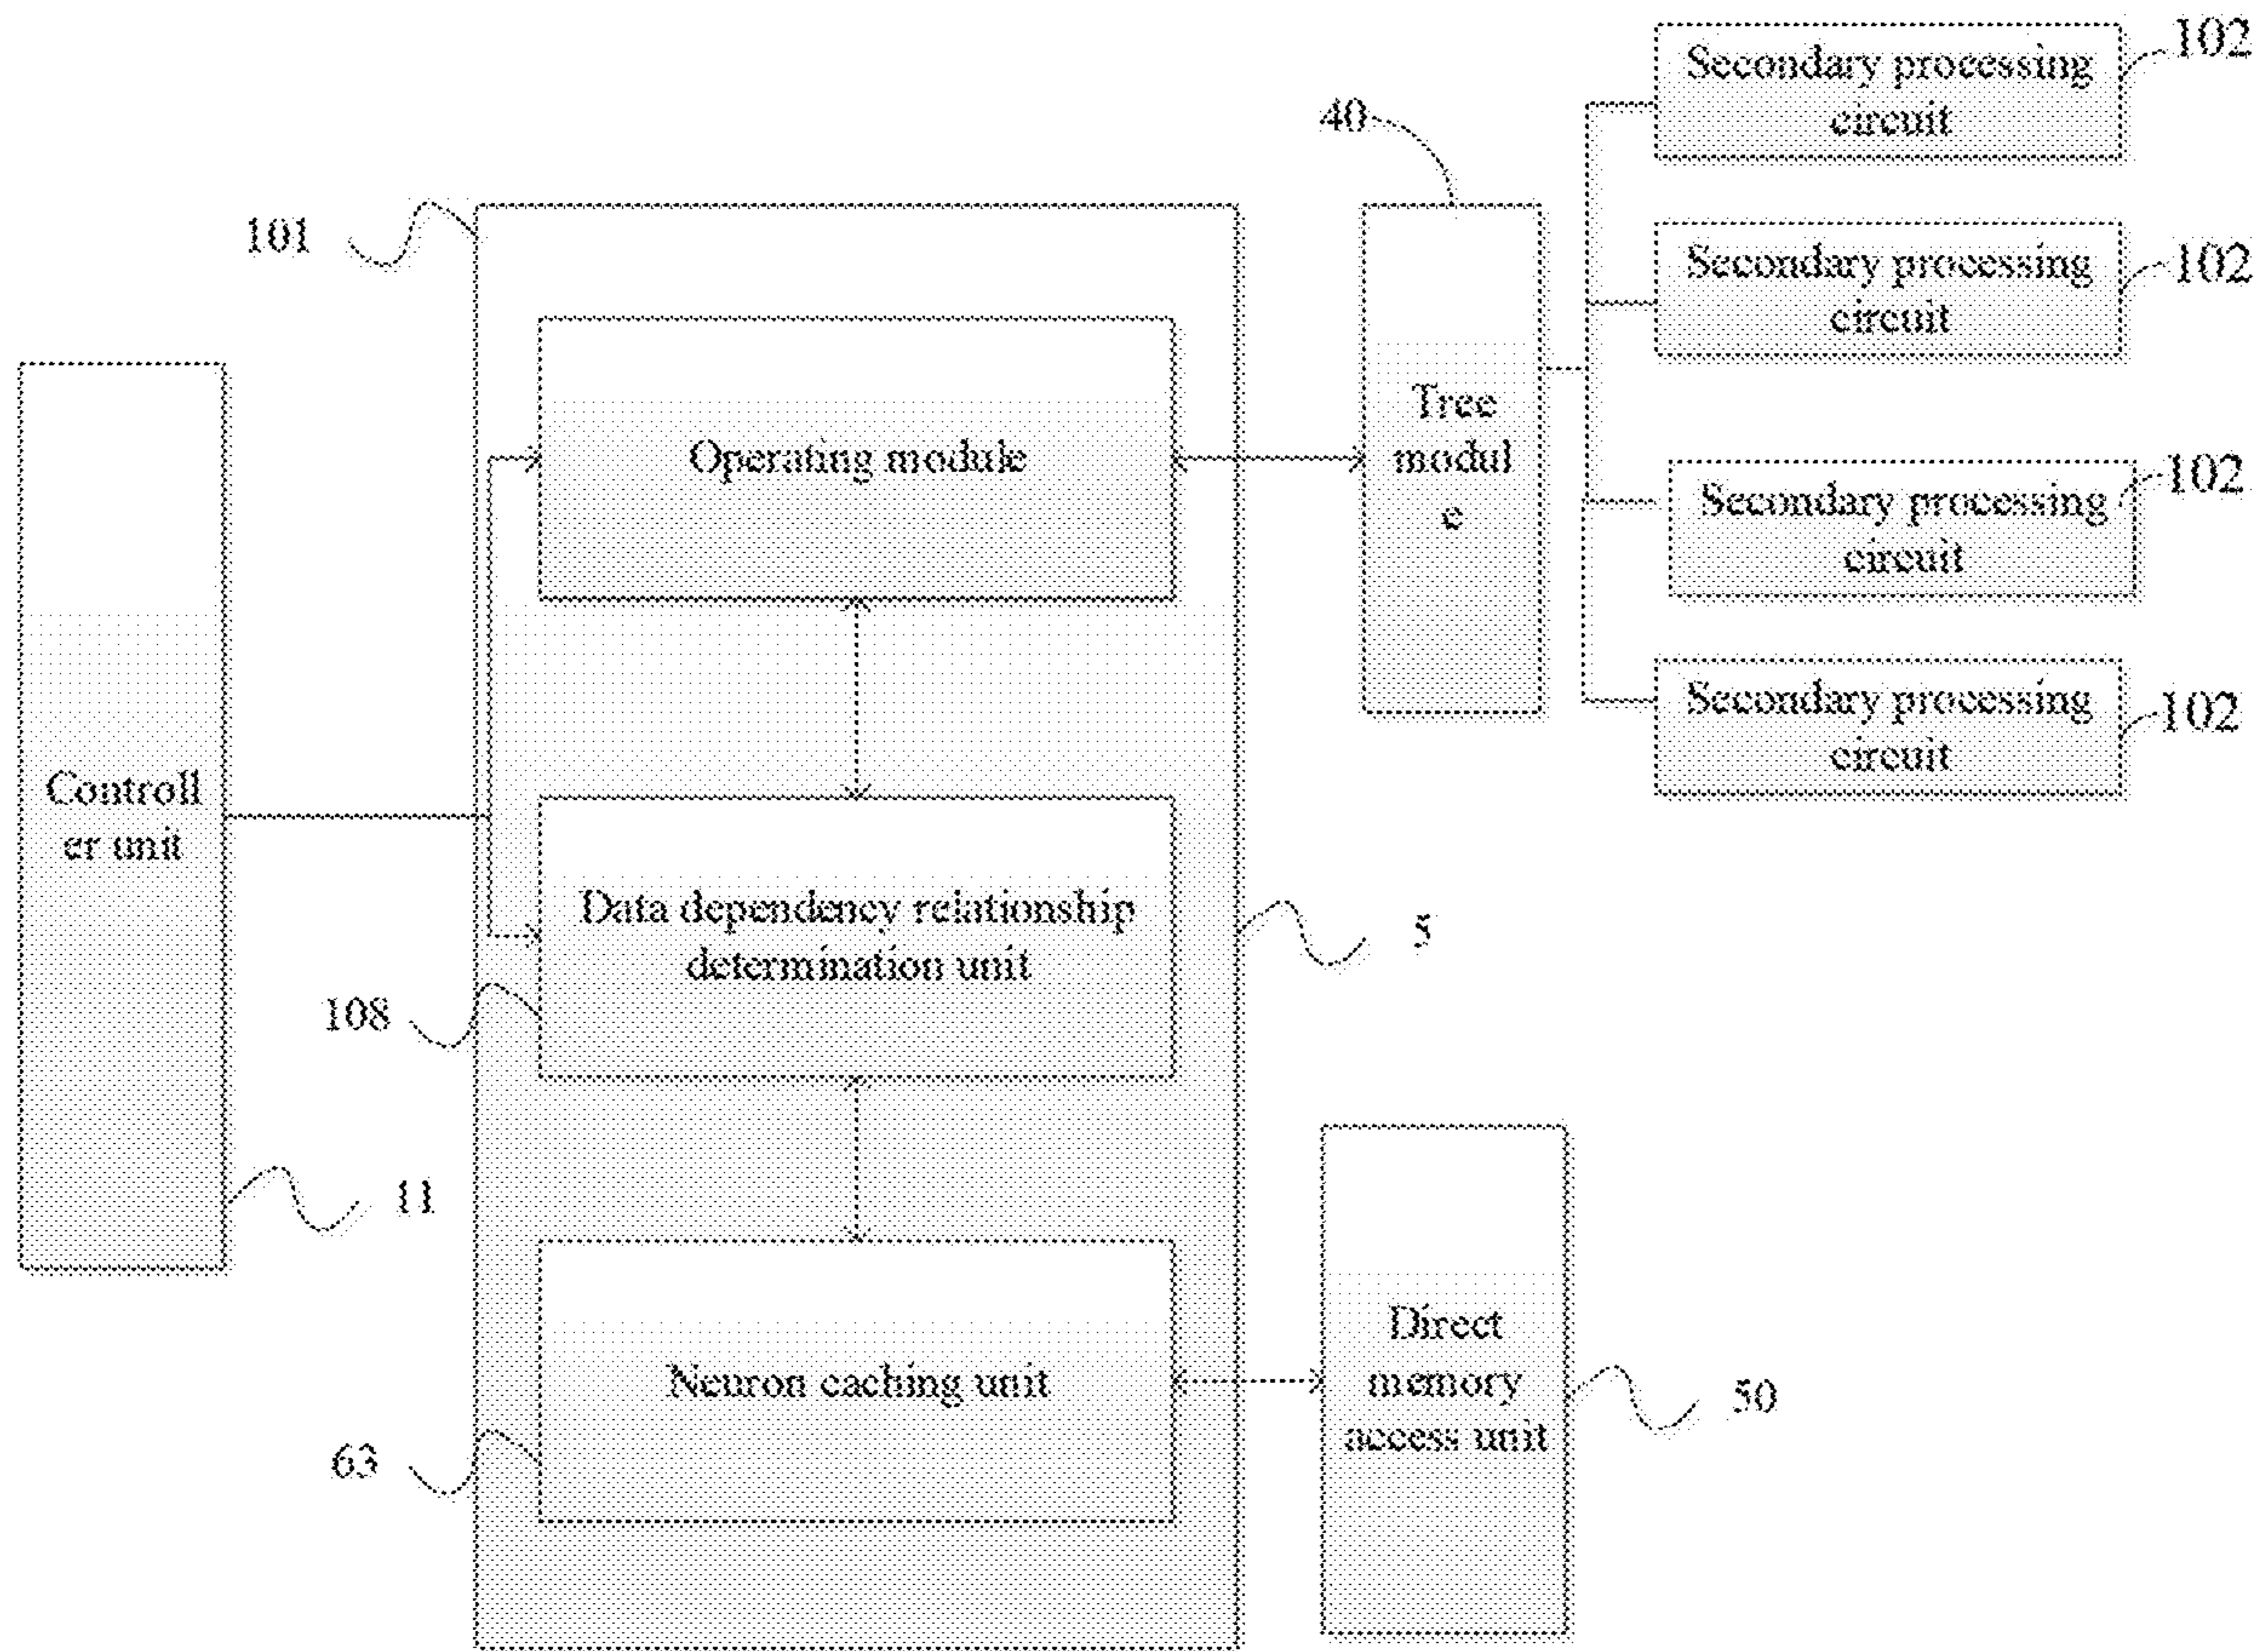 Secondary processing
circuit
102
40
101
Secondary processing
circuit
102
Operating module
Tree
modul
e
Secondary processing
circuit
102
Secondary processing
circuit
102
Controll
er unit
Data dependency relationship
determination unit
5
108
11
Direct
memory
access unit
Neuron caching unit
50
63